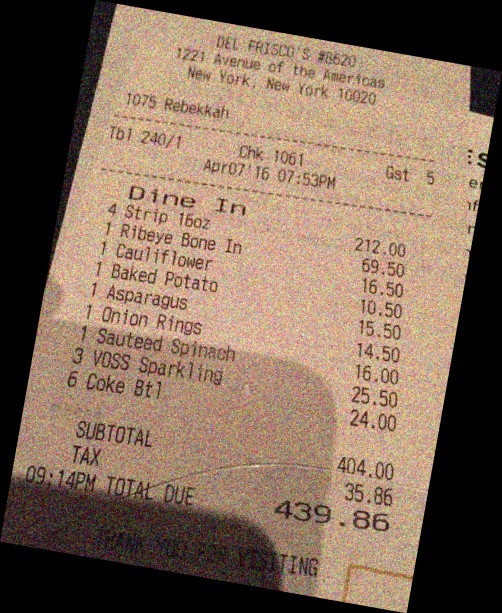 DEL FRISCO'S #8620
1221 Avenue of the Americas
New York, New York 10020
1075 Rebekkah
Tbl 240/1 Chk 1061 Gst 5
Apr07'16 07:53PM
Dine In
4 Strip 16oz 212.00
1 Ribeye Bone In 69.50
1 Cauliflower 16.50
1 Baked Potato 10.50
1 Asparagus 15.50
1 Onion Rings 14.50
1 Sauteed Spinach 16.00
3 VOSS Sparkling 25.50
6 Coke Btl 24.00
SUBTOTAL 404.00
TAX 35.86
09:14PM TOTAL DUE 439.86
THANK YOU FOR VISITING